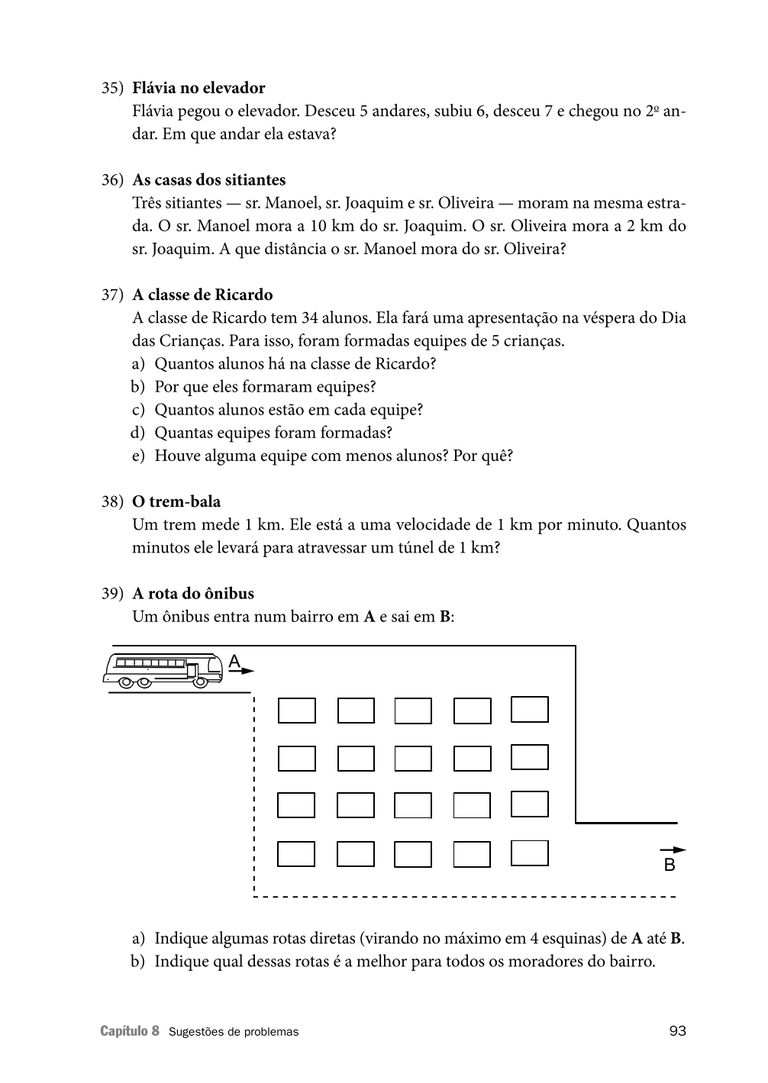 35) Flávia no elevador
Flávia pegou o elevador. Desceu 5 andares, subiu 6, desceu 7 e chegou no 2º an-
dar. Em que andar ela estava?
36) As casas dos sitiantes
Três sitiantes — sr. Manoel, sr. Joaquim e sr. Oliveira — moram na mesma estra-
da. O sr. Manoel mora a 10 km do sr. Joaquim. O sr. Oliveira mora a 2 km do
sr. Joaquim. A que distância o sr. Manoel mora do sr. Oliveira?
37) A classe de Ricardo
A classe de Ricardo tem 34 alunos. Ela fará uma apresentação na véspera do Dia
das Crianças. Para isso, foram formadas equipes de 5 crianças.
a) Quantos alunos há na classe de Ricardo?
b) Por que eles formaram equipes?
c) Quantos alunos estão em cada equipe?
d) Quantas equipes foram formadas?
e) Houve alguma equipe com menos alunos? Por quê?
38) O trem-bala
Um trem mede 1 km. Ele está a uma velocidade de 1 km por minuto. Quantos
minutos ele levará para atravessar um túnel de 1 km?
39) A rota do ônibus
Um ônibus entra num bairro em A e sai em B:
A
B
a) Indique algumas rotas diretas (virando no máximo em 4 esquinas) de A até B.
b) Indique qual dessas rotas é a melhor para todos os moradores do bairro.
Capítulo 8 Sugestões de problemas 93